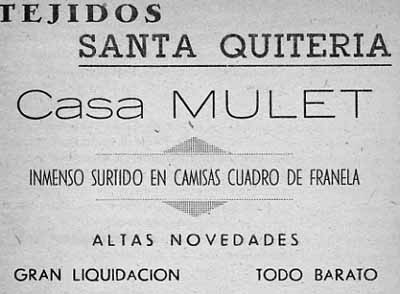 TEJIDOS
SANTA QUITERIA
Casa MULET
INMENSO SURTIDO EN CAMISAS CUADRO DE FRANELA
ALTAS NOVEDADES
GRAN LIQUIDACION TODO BARATO